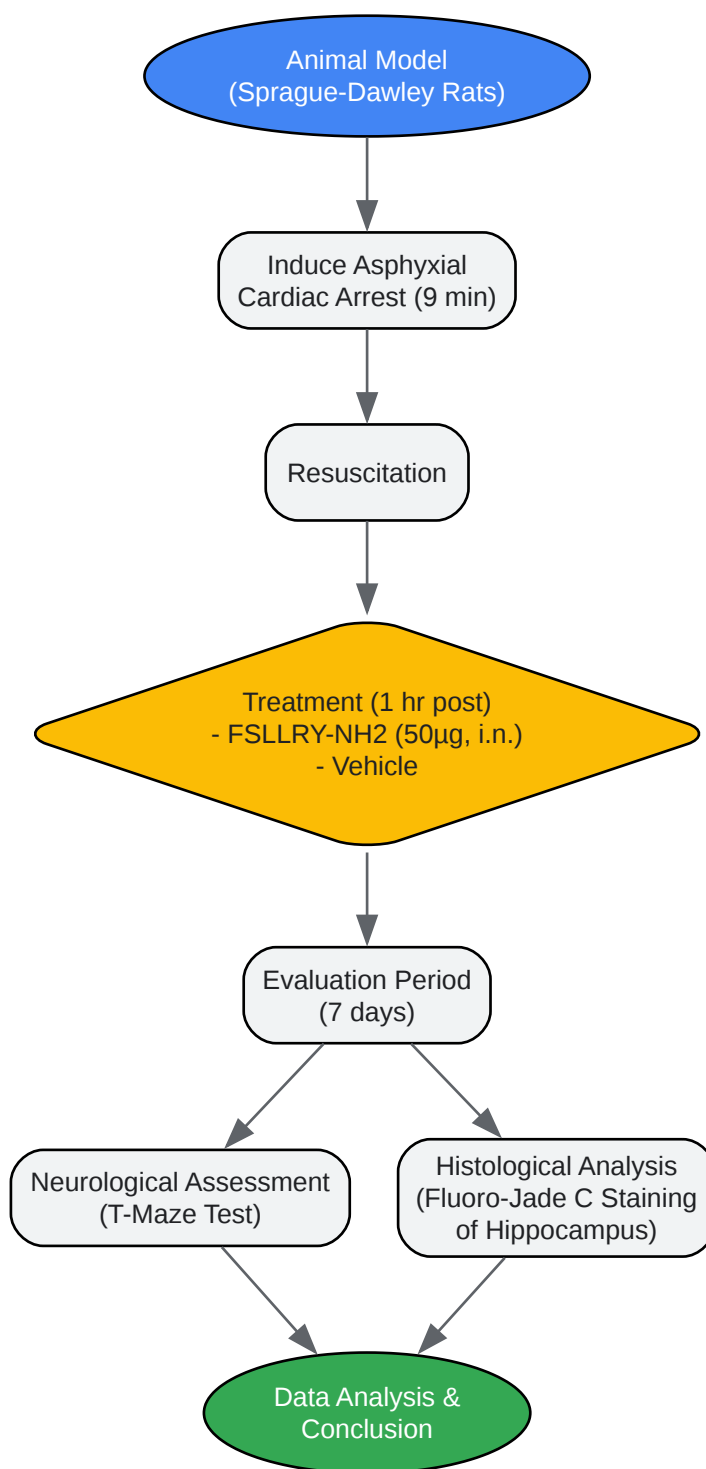 Animal Model
(Sprague-Dawley Rats)
Induce Asphyxial
Cardiac Arrest (9 min)
Resuscitation
Treatment (1 hr post)
- FSLLRY-NH2 (50µg, i.n.)
- Vehicle
Evaluation Period
(7 days)
Neurological Assessment
(T-Maze Test)
Histological Analysis
(Fluoro-Jade C Staining
of Hippocampus)
Data Analysis &
Conclusion